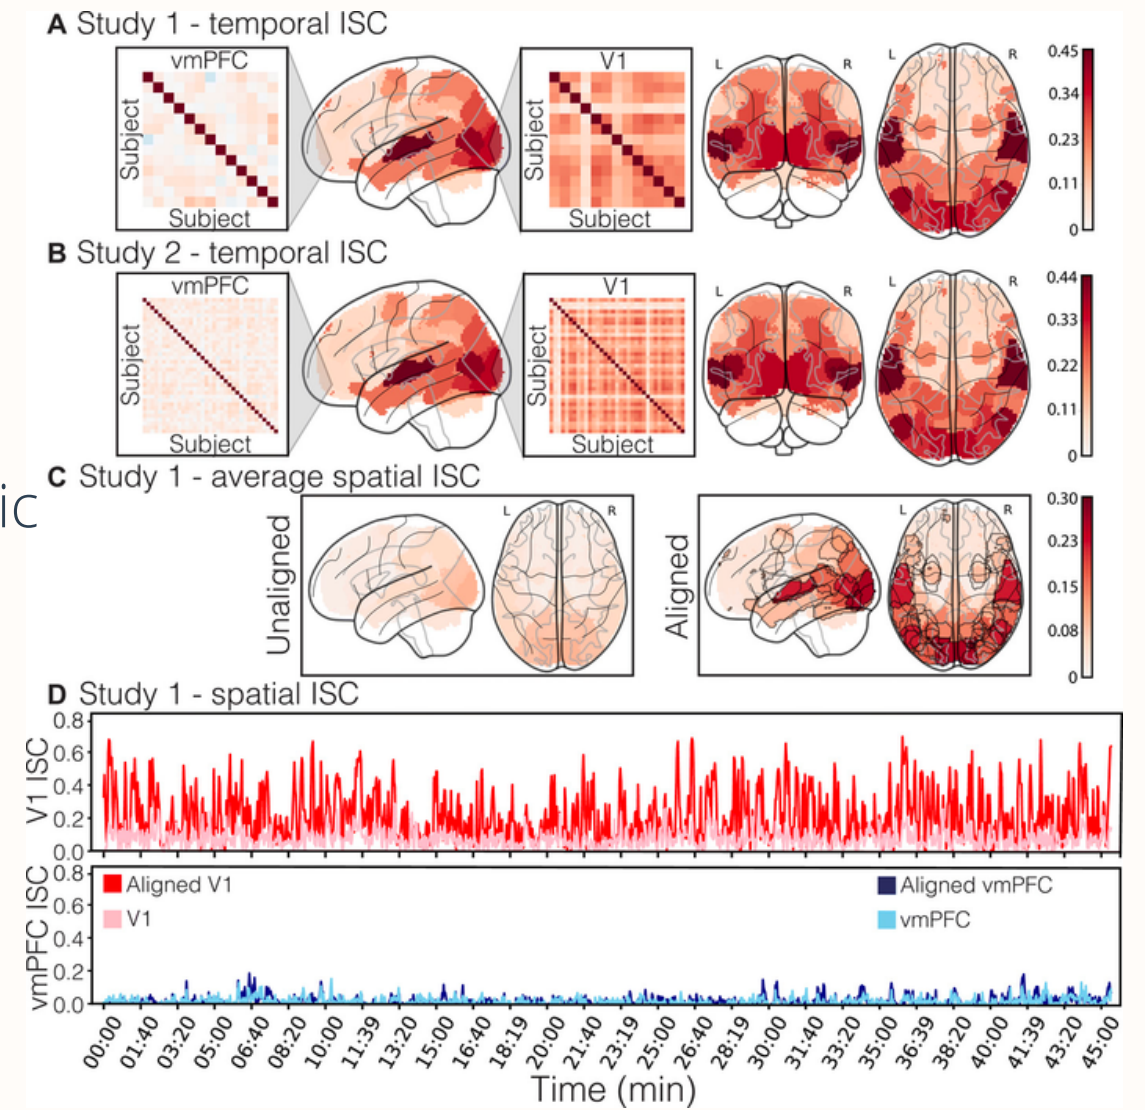 A Study 1 - temporal ISC
vmPFC
Subject
Subject
V1
Subject
Subject
L
R
L
R
0.45
0.34
0.23
0.11
0
B Study 2 - temporal ISC
vmPFC
Subject
Subject
V1
Subject
Subject
L
R
L
R
0.44
0.33
0.22
0.11
0
ic
C Study 1 - average spatial ISC
Unaligned
L
R
Aligned
L
R
0.30
0.23
0.15
0.08
0
D Study 1 - spatial ISC
V1 ISC
0.8
0.6
0.4
0.2
0.0
vmPFC ISC
0.8
0.6
0.4
0.2
0.0
Aligned V1
V1
Aligned vmPFC
vmPFC
00:00 01:40 03:20 05:00 06:40 08:20 10:00 11:39 13:20 15:00 16:40 18:19 20:00 21:40 23:19 25:00 26:40 28:19 30:00 31:40 33:20 35:00 36:39 38:20 40:00 41:39 43:20 45:00
Time (min)